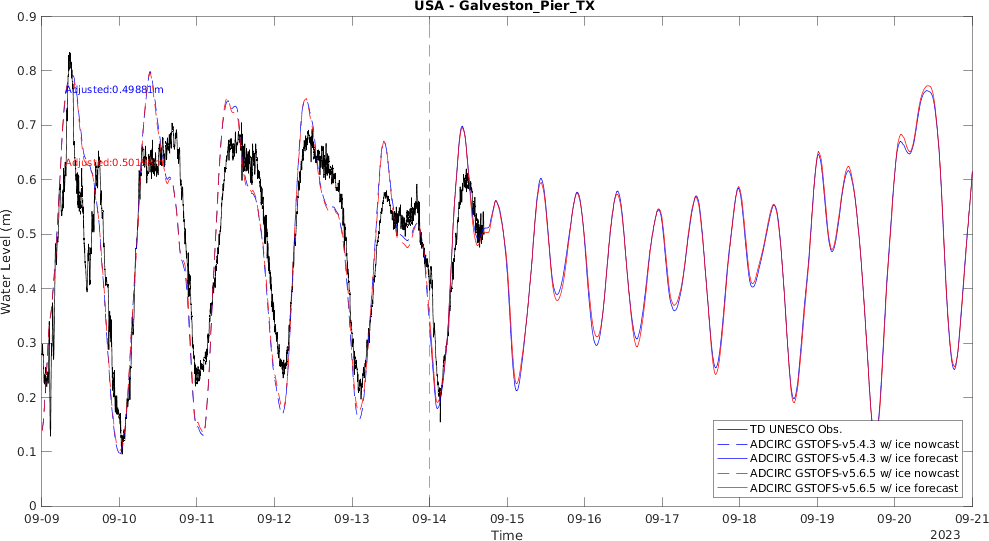 USA - Galveston_Pier_TX
0.9
0.8
0.7
0.6
0.5
0.4
0.3
0.2
0.1
0
Water Level (m)
Adjusted:0.49881m
TD UNESCO Obs.
ADCIRC GSTOFS-v5.4.3 w/ ice nowcast
ADCIRC GSTOFS-v5.4.3 w/ ice forecast
ADCIRC GSTOFS-v5.6.5 w/ ice nowcast
ADCIRC GSTOFS-v5.6.5 w/ ice forecast
09-09 09-10 09-11 09-12 09-13 09-14 09-15 09-16 09-17 09-18 09-19 09-20 09-21
Time
2023